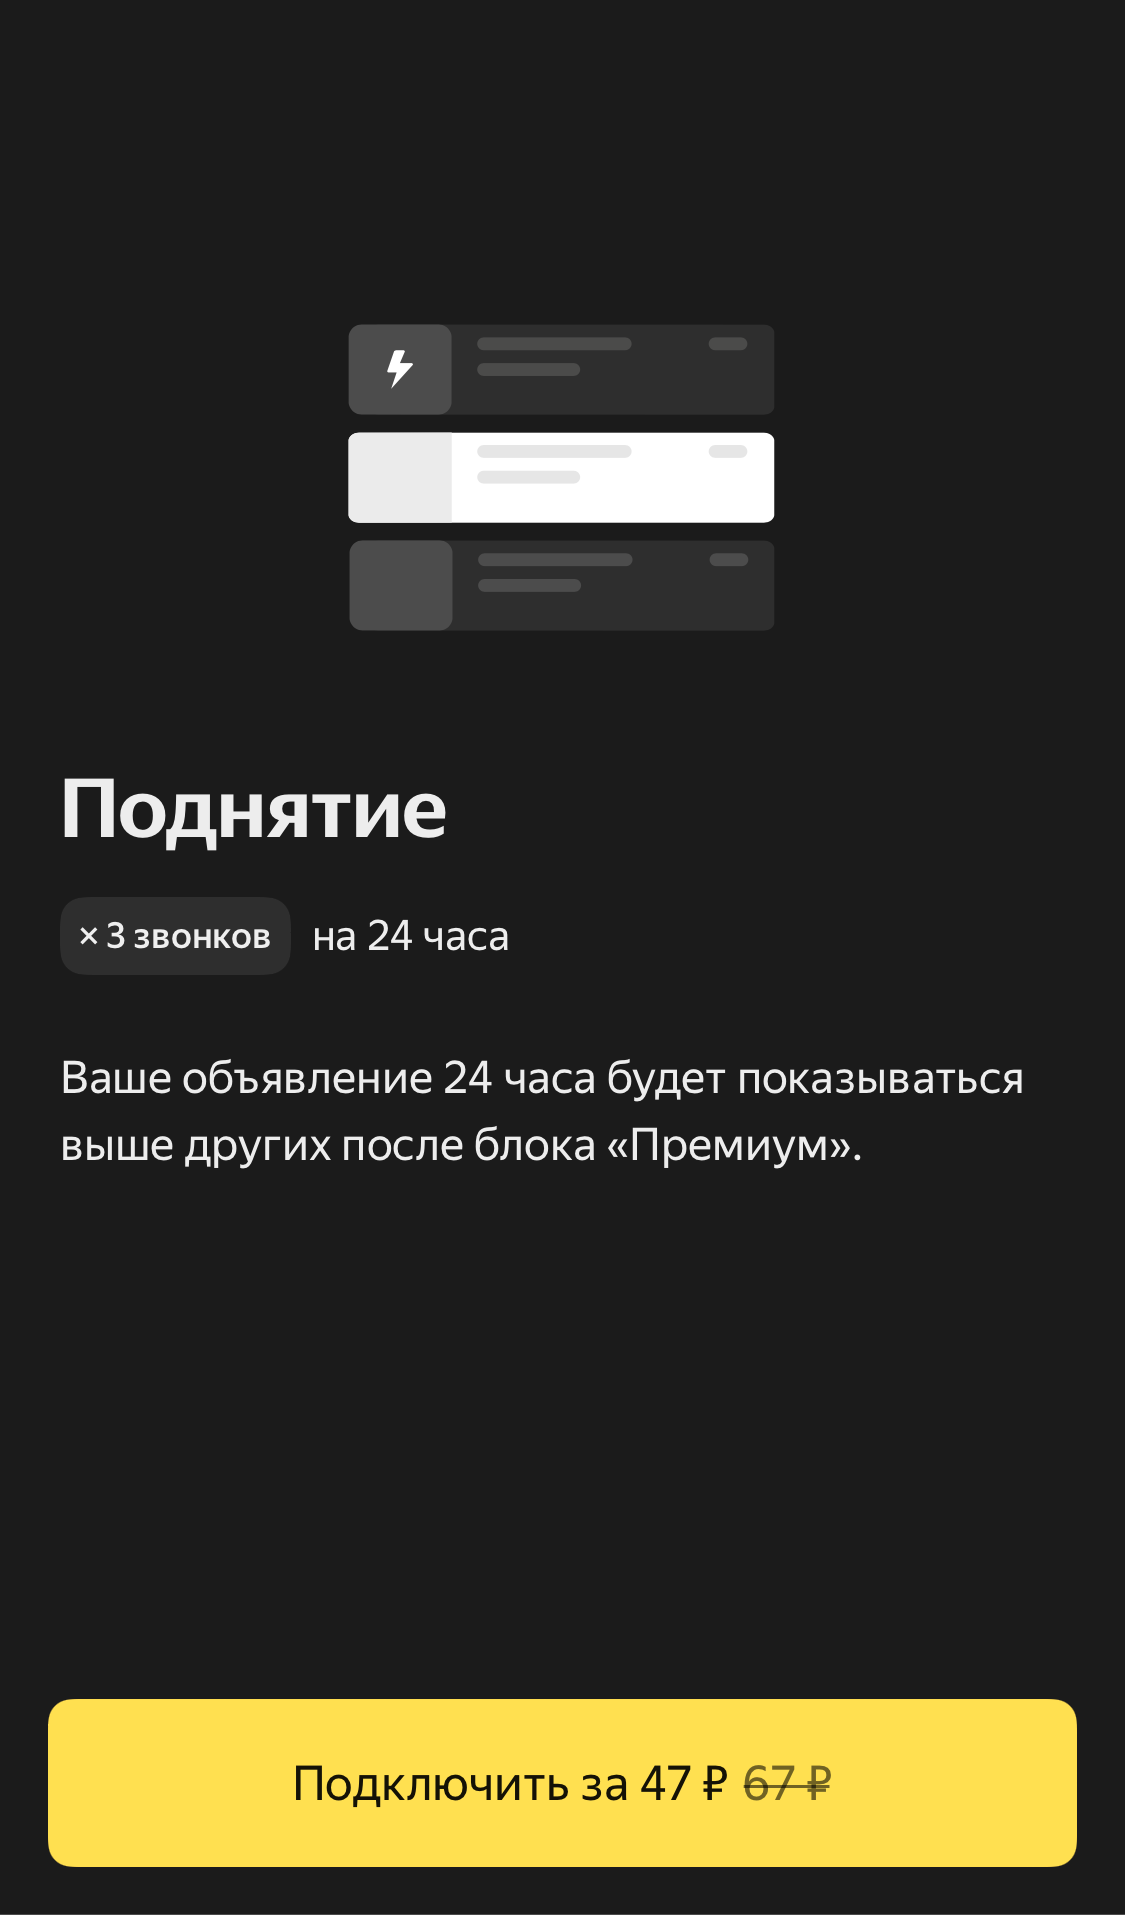 Поднятие
× 3 звонков на 24 часа
Ваше объявление 24 часа будет показываться
выше других после блока «Премиум».
Подключить за 47 ₽ 67 ₽